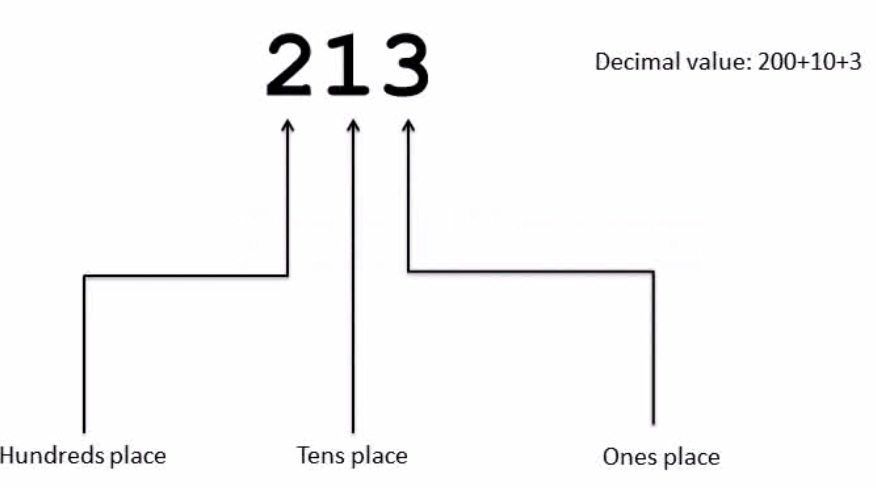 213
Decimal value: 200+10+3
Hundreds place
Tens place
Ones place